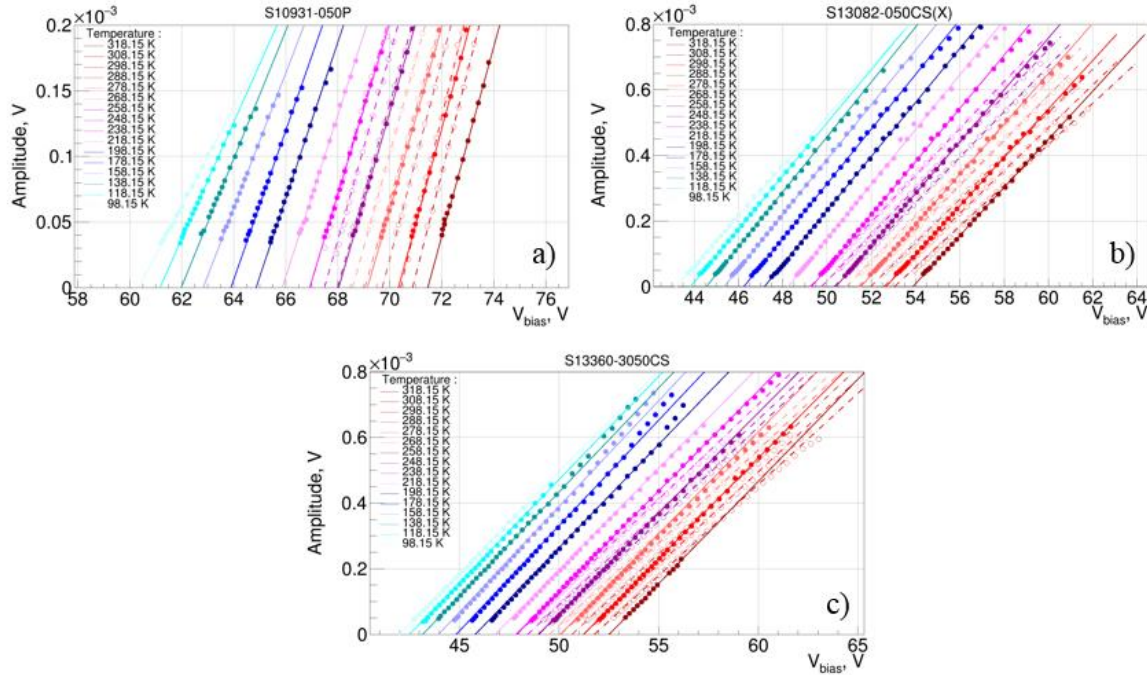 S10931-050P
×10⁻³
0.2
0.15
0.1
0.05
0
Amplitude, V
Temperature :
318.15 K
308.15 K
298.15 K
288.15 K
278.15 K
268.15 K
258.15 K
248.15 K
238.15 K
218.15 K
198.15 K
178.15 K
158.15 K
138.15 K
118.15 K
98.15 K
a)
58 60 62 64 66 68 70 72 74 76
V_bias, V
S13082-050CS(X)
×10⁻³
0.8
0.6
0.4
0.2
0
Amplitude, V
Temperature :
318.15 K
308.15 K
298.15 K
288.15 K
278.15 K
268.15 K
258.15 K
248.15 K
238.15 K
218.15 K
198.15 K
178.15 K
158.15 K
138.15 K
118.15 K
98.15 K
b)
44 46 48 50 52 54 56 58 60 62 64
V_bias, V
S13360-3050CS
×10⁻³
0.8
0.6
0.4
0.2
0
Amplitude, V
Temperature :
318.15 K
308.15 K
298.15 K
288.15 K
278.15 K
268.15 K
258.15 K
248.15 K
238.15 K
218.15 K
198.15 K
178.15 K
158.15 K
138.15 K
118.15 K
98.15 K
c)
45 50 55 60 65
V_bias, V